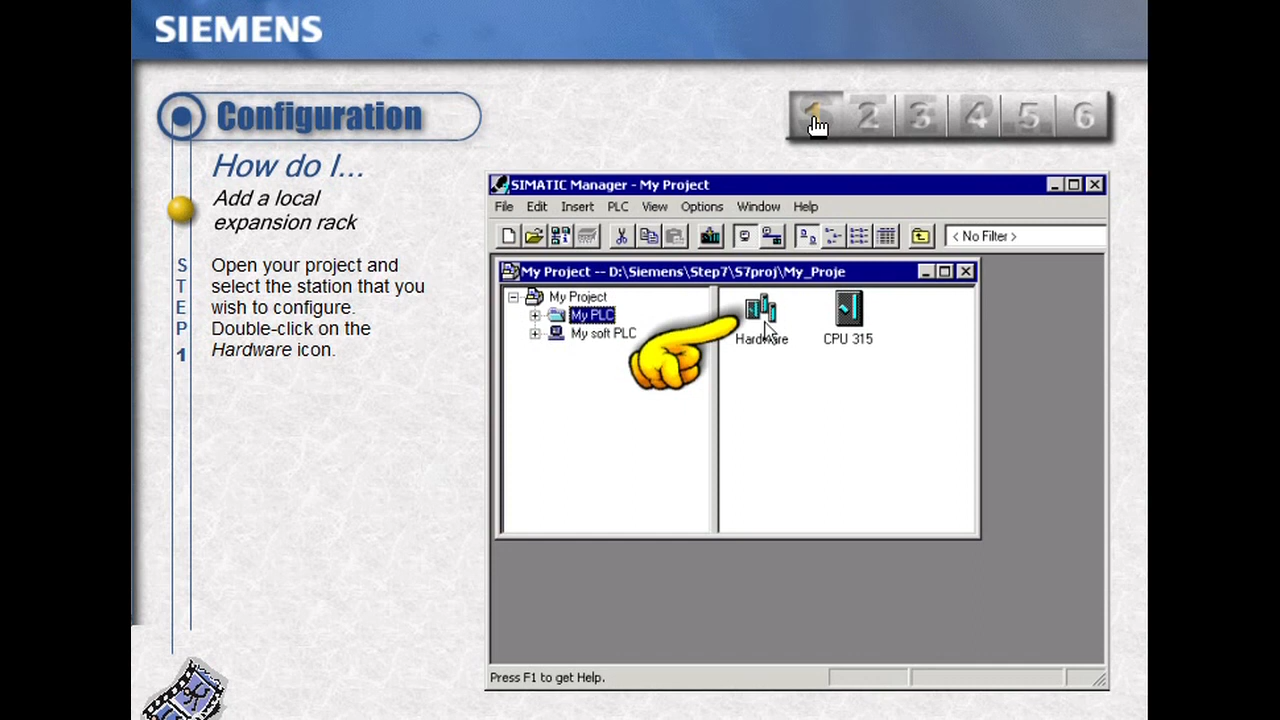 SIEMENS
Configuration
1 2 3 4 5 6
How do I...
Add a local
expansion rack
STEP 1
Open your project and
select the station that you
wish to configure.
Double-click on the
Hardware icon.
SIMATIC Manager - My Project
File Edit Insert PLC View Options Window Help
< No Filter >
My Project -- D:\Siemens\Step7\S7proj\My_Proje
My Project
My PLC
My soft PLC
Hardware
CPU 315
Press F1 to get Help.